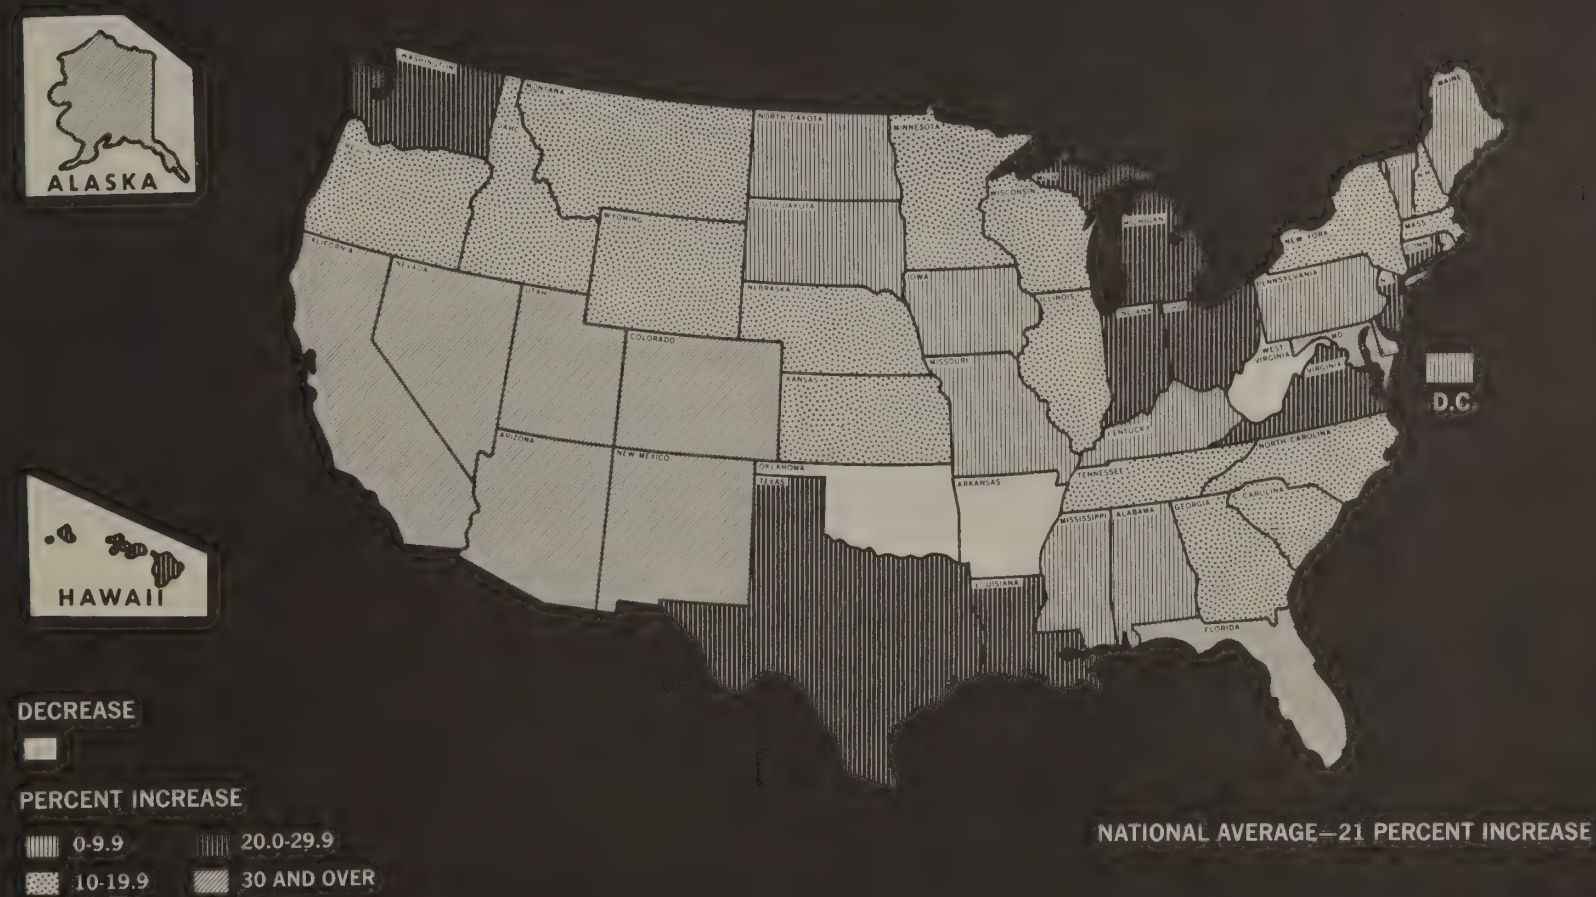 ALASKA
HAWAII
WASHINGTON
MONTANA
NORTH DAKOTA
MINNESOTA
SOUTH DAKOTA
WISCONSIN
MICHIGAN
MAINE
NEW YORK
MASS
CONN
PENNSYLVANIA
WYOMING
CALIFORNIA
NEVADA
UTAH
NEBRASKA
IOWA
ILLINOIS
INDIANA
COLORADO
KANSAS
MISSOURI
WEST
VIRGINIA
MD
VIRGINIA
D.C.
KENTUCKY
NORTH CAROLINA
TENNESSEE
ARIZONA
NEW MEXICO
OKLAHOMA
TEXAS
ARKANSAS
MISSISSIPPI
ALABAMA
GEORGIA
CAROLINA
LOUISIANA
FLORIDA
DECREASE
PERCENT INCREASE
0-9.9
20.0-29.9
10-19.9
30 AND OVER
NATIONAL AVERAGE—21 PERCENT INCREASE